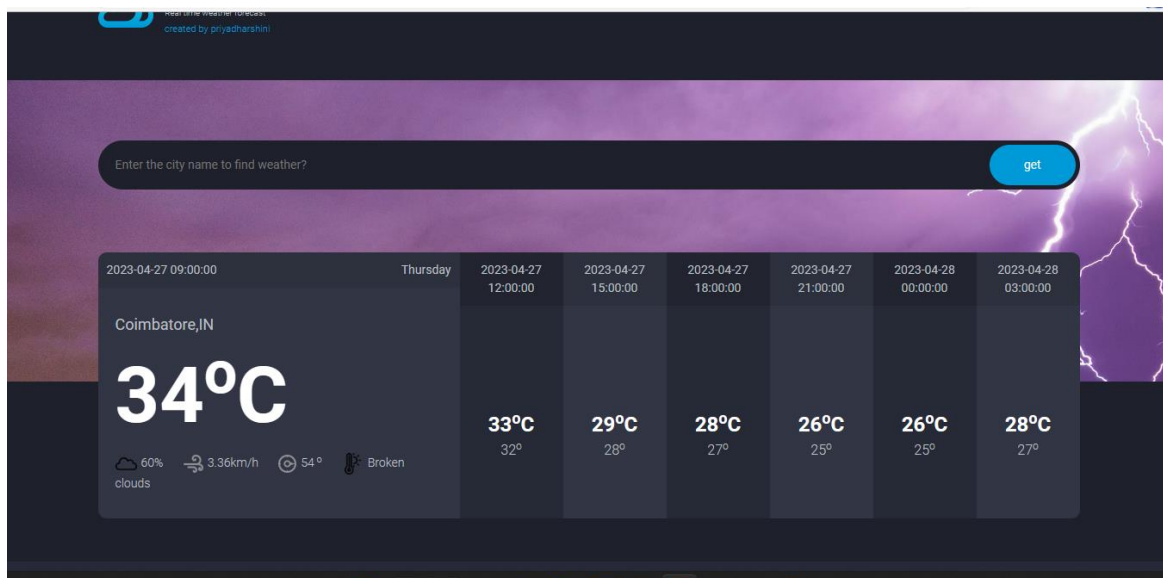 Real time weather forecast
created by priyadharshini
Enter the city name to find weather?
get
2023-04-27 09:00:00
Thursday
Coimbatore,IN
34ºC
60%
3.36km/h
54 º
Broken
clouds
2023-04-27
12:00:00
33ºC
32º
2023-04-27
15:00:00
29ºC
28º
2023-04-27
18:00:00
28ºC
27º
2023-04-27
21:00:00
26ºC
25º
2023-04-28
00:00:00
26ºC
25º
2023-04-28
03:00:00
28ºC
27º